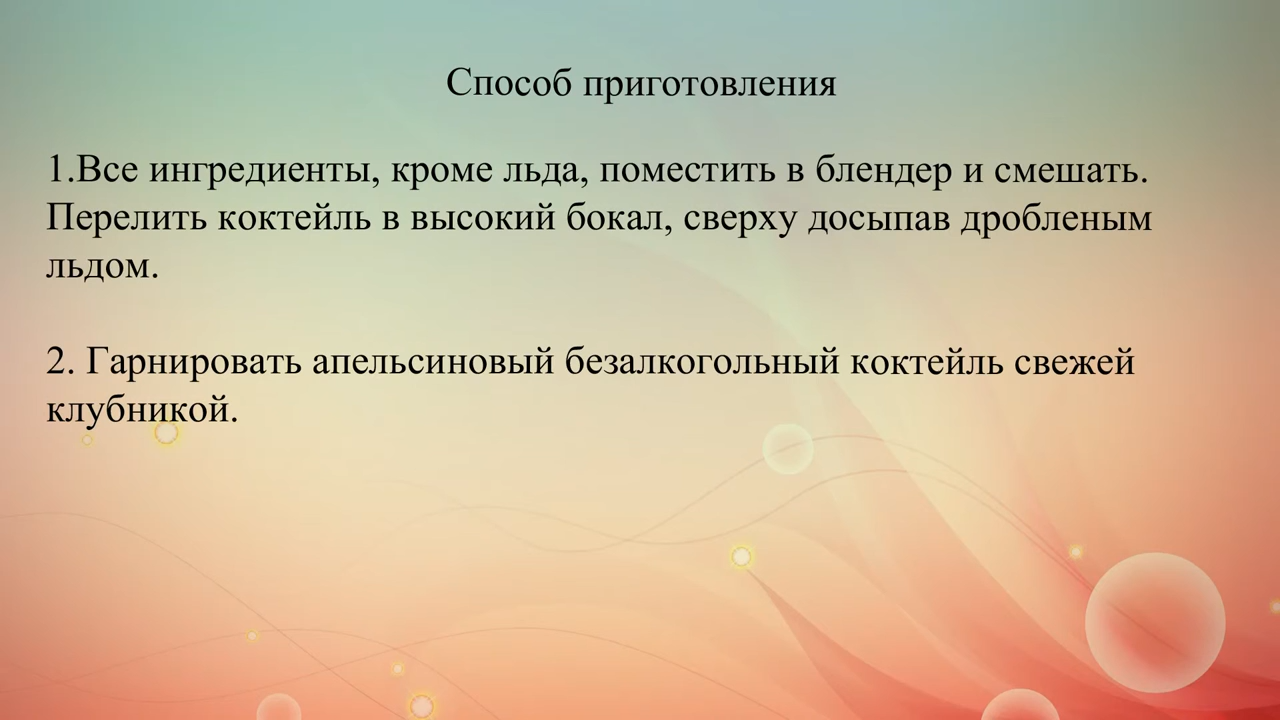 Способ приготовления
1.Все ингредиенты, кроме льда, поместить в блендер и смешать.
Перелить коктейль в высокий бокал, сверху досыпав дробленым
льдом.
2. Гарнировать апельсиновый безалкогольный коктейль свежей
клубникой.